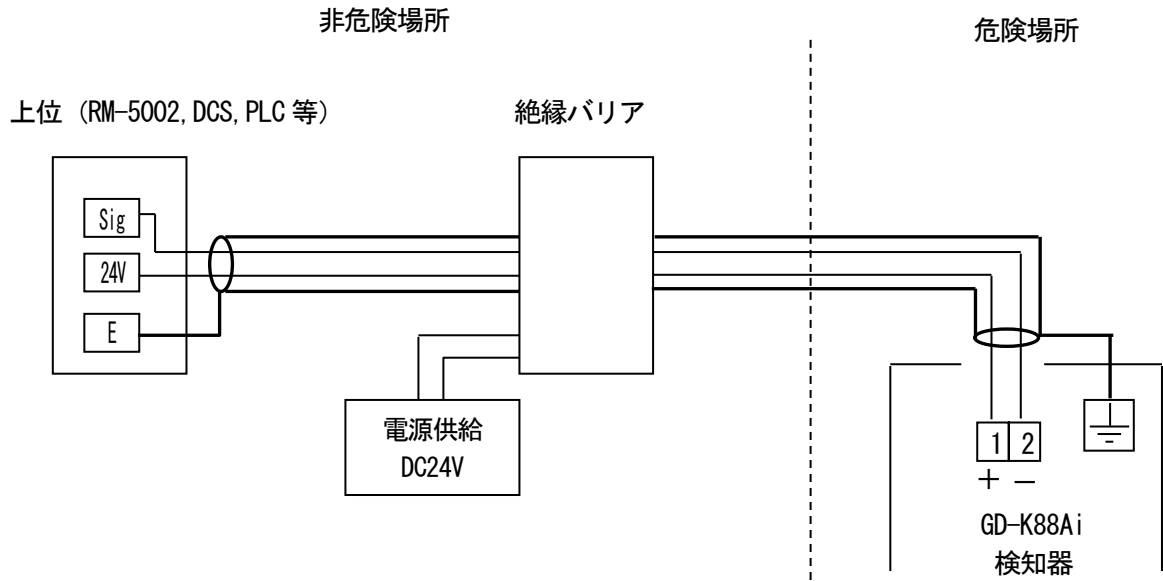 非危険場所
危険場所
上位 (RM-5002, DCS, PLC 等)
絶縁バリア
Sig
24V
E
電源供給
DC24V
1 2
+ −
GD-K88Ai
検知器